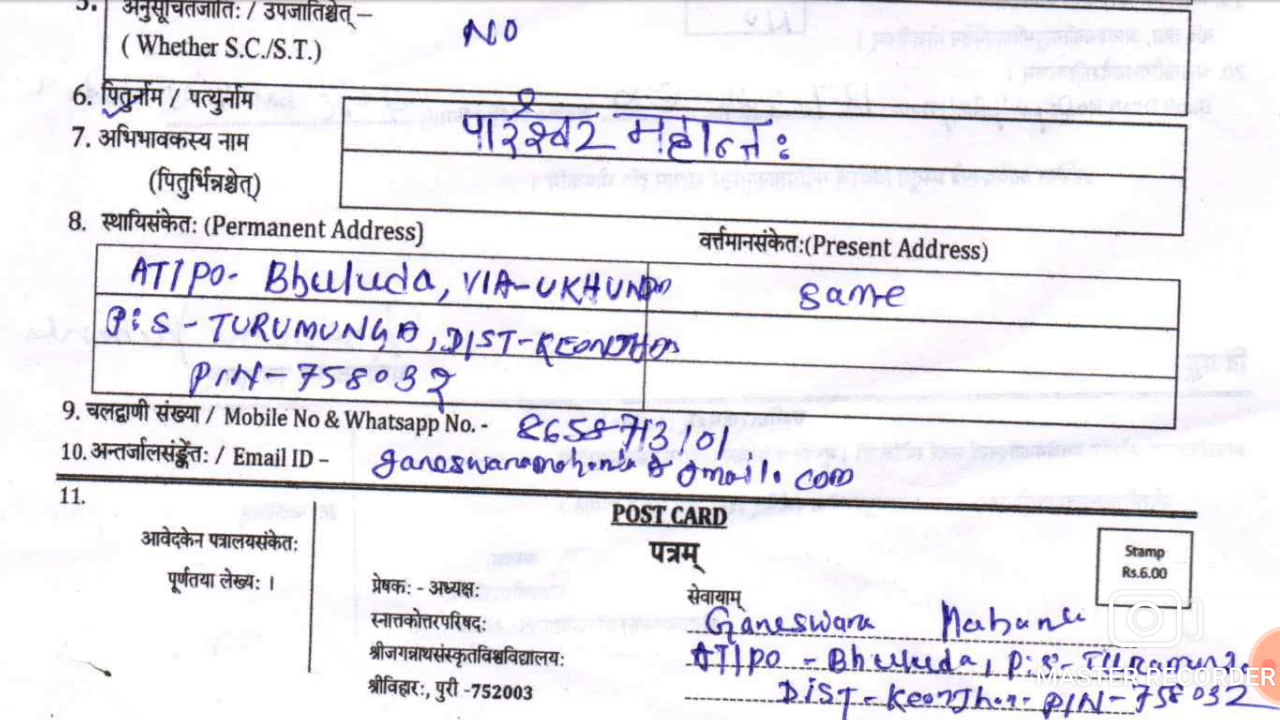 5. अनुसूचितजातिः / उपजातिश्चेत् –
(Whether S.C./S.T.)
NO
6. पितुर्नाम / पत्युर्नाम
7. अभिभावकस्य नाम
(पितुर्भिन्नश्चेत्)
8. स्थायिसंकेतः (Permanent Address)
वर्त्तमानसंकेतः (Present Address)
AT/PO- Bhuluda, VIA-UKHUNDA
same
P:S - TURUMUNGA, DIST-KEONJHAR
PIN- 758032
9. चलद्वाणी संख्या / Mobile No & Whatsapp No. -
10. अन्तर्जालसङ्केतः / Email ID –
11.
POST CARD
पत्रम्
आवेदकेन पत्रालयसंकेतः
पूर्णतया लेख्यः ।
Stamp
Rs.6.00
प्रेषकः - अध्यक्षः
स्नातकोत्तरपरिषदः
श्रीजगन्नाथसंस्कृतविश्वविद्यालयः
श्रीविहारः, पुरी -752003
सेवायाम्
Ganeswara
AT/PO - Bhuluda, P:S- TURUMUNGA
DIST - Keonjhar- PIN- 758032
MASTER RECORDER